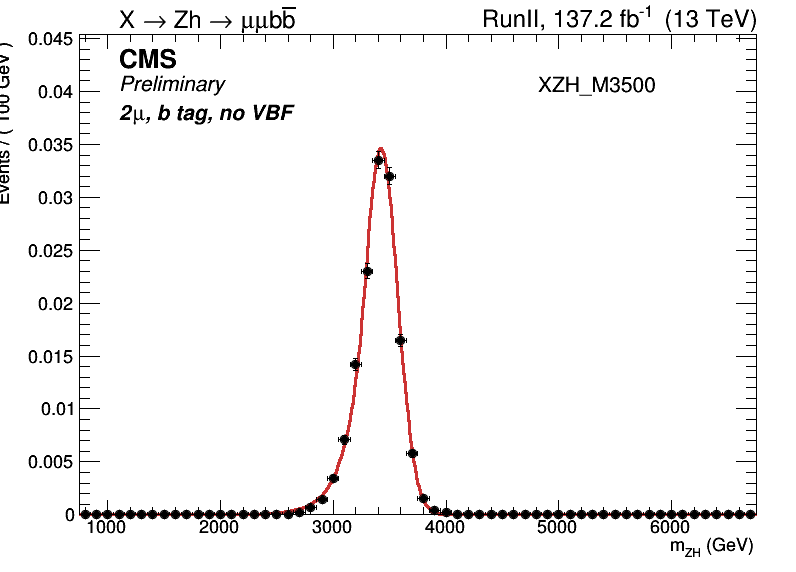 X → Zh → μμbb̅
RunII, 137.2 fb⁻¹ (13 TeV)
CMS
Preliminary
2μ, b tag, no VBF
XZH_M3500
Events / ( 100 GeV )
0.045
0.04
0.035
0.03
0.025
0.02
0.015
0.01
0.005
0
1000 2000 3000 4000 5000 6000
m_ZH (GeV)